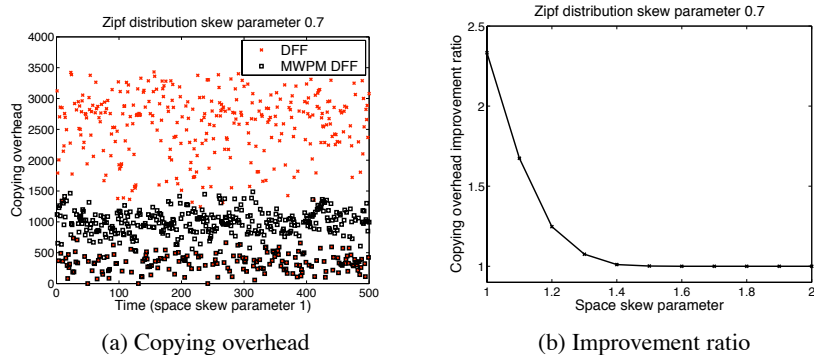 Zipf distribution skew parameter 0.7
4000
3500
3000
2500
2000
1500
1000
500
0
Copying overhead
DFF
MWPM DFF
0 100 200 300 400 500
Time (space skew parameter 1)
(a) Copying overhead
Zipf distribution skew parameter 0.7
2.5
2
1.5
1
Copying overhead improvement ratio
1 1.2 1.4 1.6 1.8 2
Space skew parameter
(b) Improvement ratio